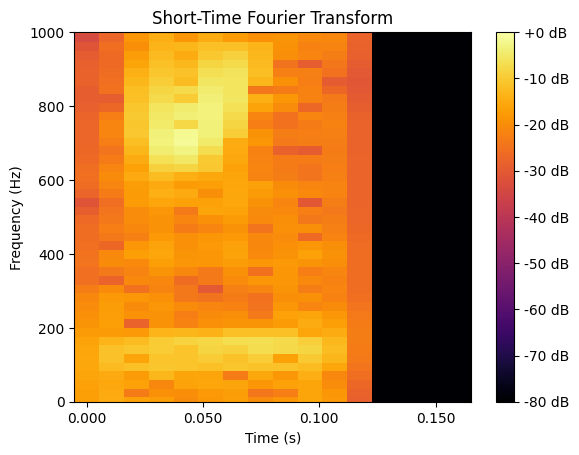 Short-Time Fourier Transform
1000
800
600
400
200
0
Frequency (Hz)
0.000
0.050
0.100
0.150
Time (s)
+0 dB
-10 dB
-20 dB
-30 dB
-40 dB
-50 dB
-60 dB
-70 dB
-80 dB